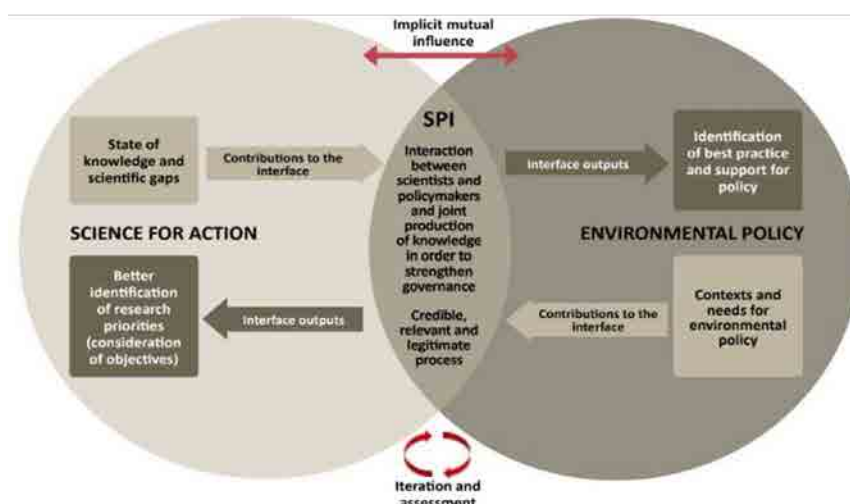 Implicit mutual
influence
SPI
State of
knowledge and
scientific gaps
Contributions to the
interface
Interaction
between
scientists and
policymakers
and joint
production
of knowledge
in order to
strengthen
governance
Credible,
relevant and
legitimate
process
Interface outputs
Identification
of best practice
and support for
policy
SCIENCE FOR ACTION
ENVIRONMENTAL POLICY
Better
identification
of research
priorities
(consideration
of objectives)
Interface outputs
Contributions to the
interface
Contexts and
needs for
environmental
policy
Iteration and
assessment